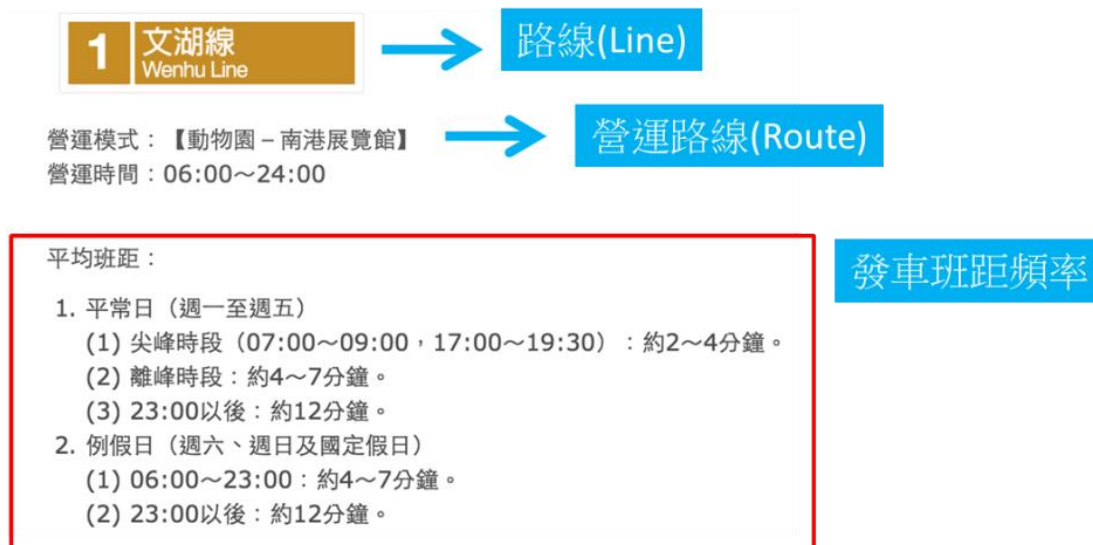 1 文湖線
Wenhu Line
路線(Line)
營運模式：【動物園－南港展覽館】
營運路線(Route)
營運時間：06:00～24:00
平均班距：
發車班距頻率
1. 平常日（週一至週五）
(1) 尖峰時段（07:00～09:00，17:00～19:30）：約2～4分鐘。
(2) 離峰時段：約4～7分鐘。
(3) 23:00以後：約12分鐘。
2. 例假日（週六、週日及國定假日）
(1) 06:00～23:00：約4～7分鐘。
(2) 23:00以後：約12分鐘。